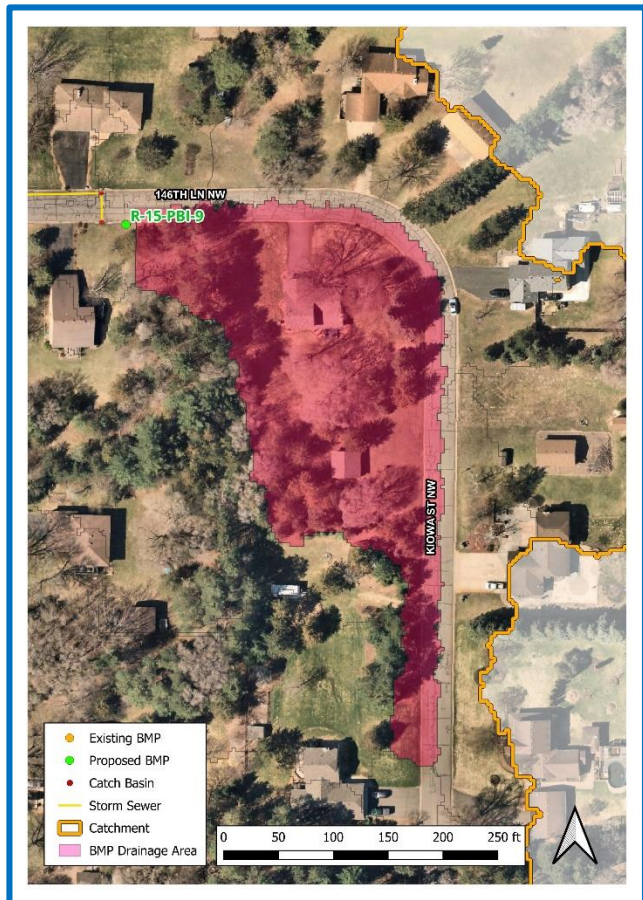 146TH LN NW
R-15-PBI-9
KIOWA ST NW
Existing BMP
Proposed BMP
Catch Basin
Storm Sewer
Catchment
BMP Drainage Area
0 50 100 150 200 250 ft